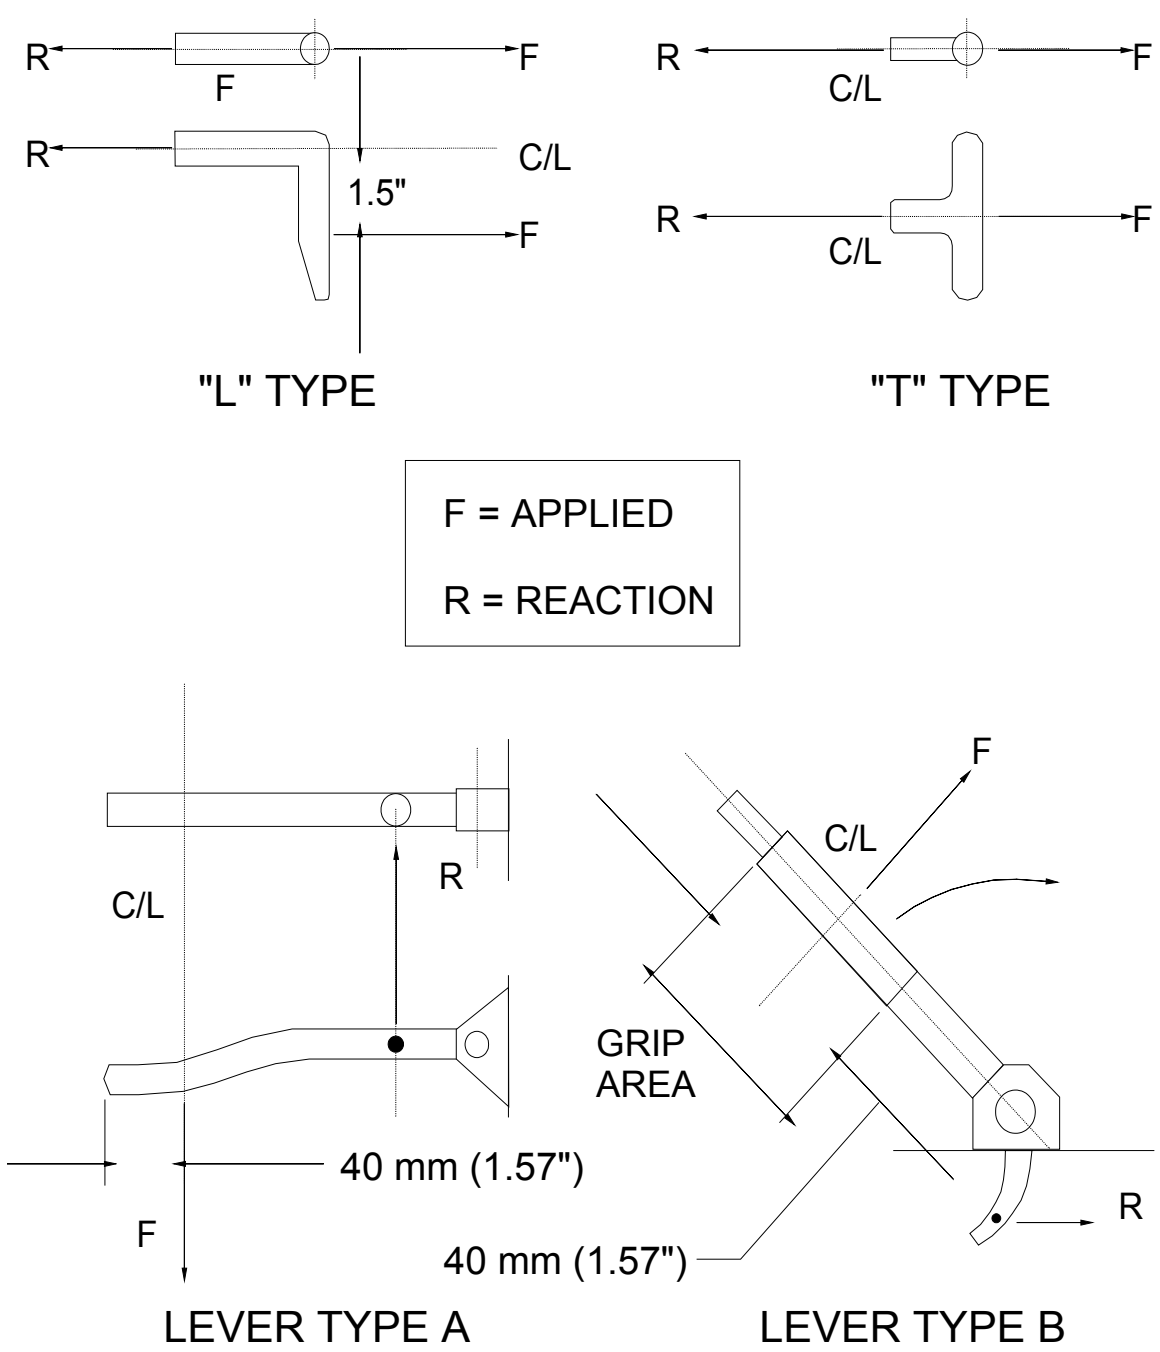 R F R F
F C/L
R C/L
1.5"
F R F
C/L
"L" TYPE "T" TYPE
F = APPLIED
R = REACTION
F
C/L
R
C/L
GRIP
AREA
40 mm (1.57")
R
F
40 mm (1.57")
LEVER TYPE A LEVER TYPE B